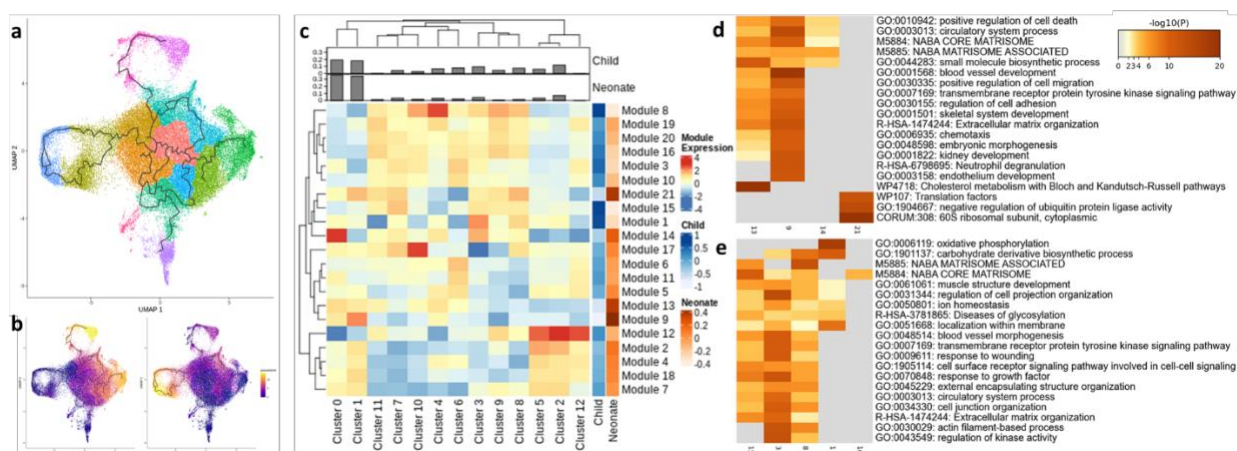 a
UMAP 2
UMAP 1
b
c
0.3
0.2
0.1
0
Child
0.3
0.2
0.1
0
Neonate
Module 8
Module 19
Module 20
Module 16
Module 3
Module 10
Module 21
Module 15
Module 1
Module 14
Module 17
Module 6
Module 11
Module 5
Module 13
Module 9
Module 12
Module 2
Module 4
Module 18
Module 7
Cluster 0
Cluster 1
Cluster 11
Cluster 7
Cluster 10
Cluster 4
Cluster 6
Cluster 3
Cluster 9
Cluster 8
Cluster 5
Cluster 2
Cluster 12
Child
Neonate
Module
Expression
4
2
0
-2
-4
Child
1
0.5
0
-0.5
-1
Neonate
0.4
0.2
0
-0.2
-0.4
d
GO:0010942: positive regulation of cell death
GO:0003013: circulatory system process
M5884: NABA CORE MATRISOME
M5885: NABA MATRISOME ASSOCIATED
GO:0044283: small molecule biosynthetic process
GO:0001568: blood vessel development
GO:0030335: positive regulation of cell migration
GO:0007169: transmembrane receptor protein tyrosine kinase signaling pathway
GO:0030155: regulation of cell adhesion
GO:0001501: skeletal system development
R-HSA-1474244: Extracellular matrix organization
GO:0006935: chemotaxis
GO:0048598: embryonic morphogenesis
GO:0001822: kidney development
R-HSA-6798695: Neutrophil degranulation
GO:0003158: endothelium development
WP4718: Cholesterol metabolism with Bloch and Kandutsch-Russell pathways
WP107: Translation factors
GO:1904667: negative regulation of ubiquitin protein ligase activity
CORUM:308: 60S ribosomal subunit, cytoplasmic
13
9
14
21
-log10(P)
0 234 6 10 20
e
GO:0006119: oxidative phosphorylation
GO:1901137: carbohydrate derivative biosynthetic process
M5885: NABA MATRISOME ASSOCIATED
M5884: NABA CORE MATRISOME
GO:0061061: muscle structure development
GO:0031344: regulation of cell projection organization
GO:0050801: ion homeostasis
R-HSA-3781865: Diseases of glycosylation
GO:0051668: localization within membrane
GO:0048514: blood vessel morphogenesis
GO:0007169: transmembrane receptor protein tyrosine kinase signaling pathway
GO:0009611: response to wounding
GO:1905114: cell surface receptor signaling pathway involved in cell-cell signaling
GO:0070848: response to growth factor
GO:0045229: external encapsulating structure organization
GO:0003013: circulatory system process
GO:0034330: cell junction organization
R-HSA-1474244: Extracellular matrix organization
GO:0030029: actin filament-based process
GO:0043549: regulation of kinase activity